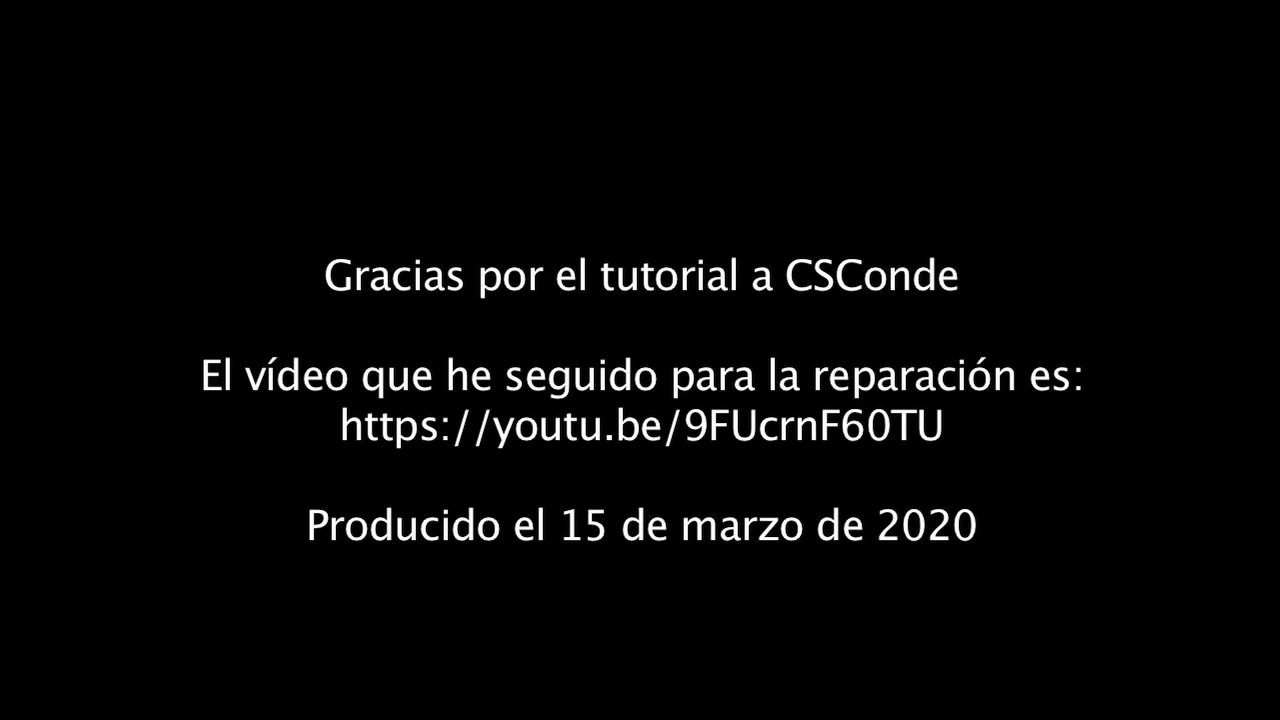 Gracias por el tutorial a CSConde
El vídeo que he seguido para la reparación es:
https://youtu.be/9FUcrnF60TU
Producido el 15 de marzo de 2020